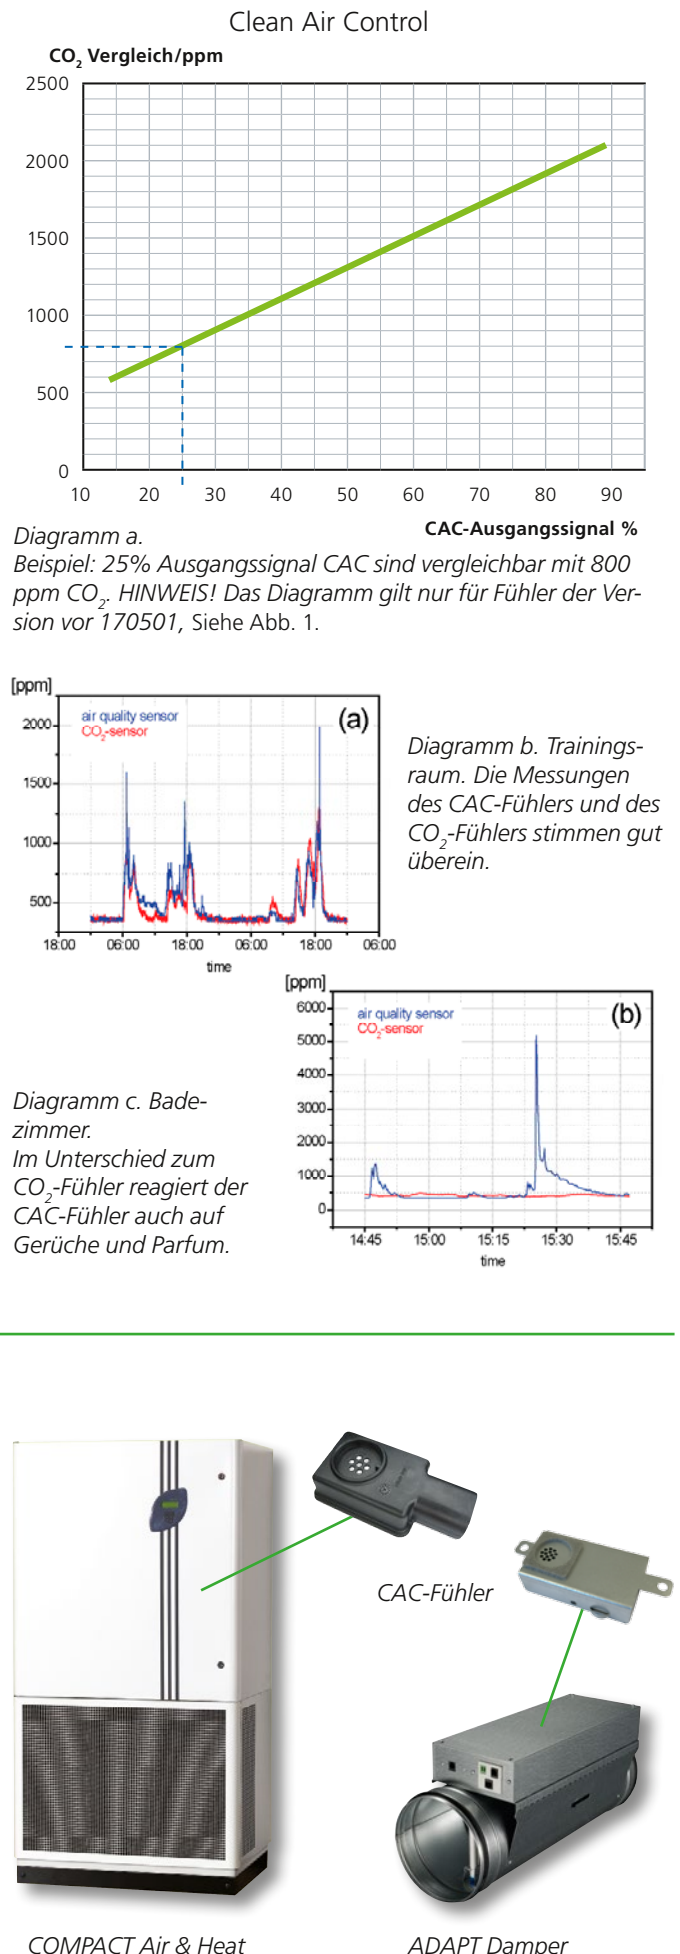 Clean Air Control
CO2 Vergleich/ppm
2500
2000
1500
1000
500
0
10 20 30 40 50 60 70 80 90
CAC-Ausgangssignal %
Diagramm a.
Beispiel: 25% Ausgangssignal CAC sind vergleichbar mit 800
ppm CO2. HINWEIS! Das Diagramm gilt nur für Fühler der Ver-
sion vor 170501, Siehe Abb. 1.
[ppm]
(a)
air quality sensor
CO2-sensor
2000
1500
1000
500
18:00 06:00 18:00 06:00 18:00 06:00
time
Diagramm b. Trainings-
raum. Die Messungen
des CAC-Fühlers und des
CO2-Fühlers stimmen gut
überein.
[ppm]
(b)
air quality sensor
CO2-sensor
6000
5000
4000
3000
2000
1000
0
14:45 15:00 15:15 15:30 15:45
time
Diagramm c. Bade-
zimmer.
Im Unterschied zum
CO2-Fühler reagiert der
CAC-Fühler auch auf
Gerüche und Parfum.
CAC-Fühler
COMPACT Air & Heat
ADAPT Damper